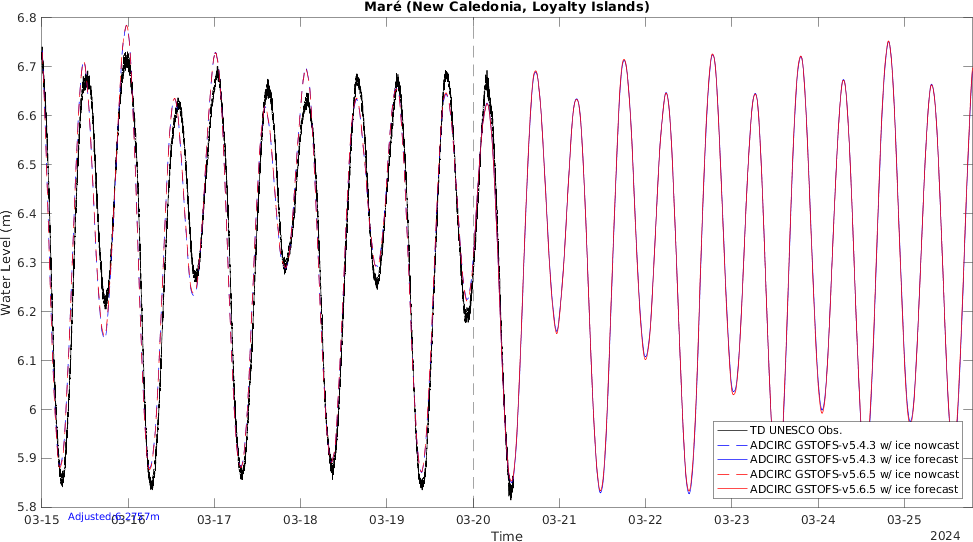 Maré (New Caledonia, Loyalty Islands)
6.8
6.7
6.6
6.5
6.4
6.3
6.2
6.1
6
5.9
5.8
Water Level (m)
TD UNESCO Obs.
ADCIRC GSTOFS-v5.4.3 w/ ice nowcast
ADCIRC GSTOFS-v5.4.3 w/ ice forecast
ADCIRC GSTOFS-v5.6.5 w/ ice nowcast
ADCIRC GSTOFS-v5.6.5 w/ ice forecast
03-15 03-16 03-17 03-18 03-19 03-20 03-21 03-22 03-23 03-24 03-25
Adjusted 6.2757m
Time
2024